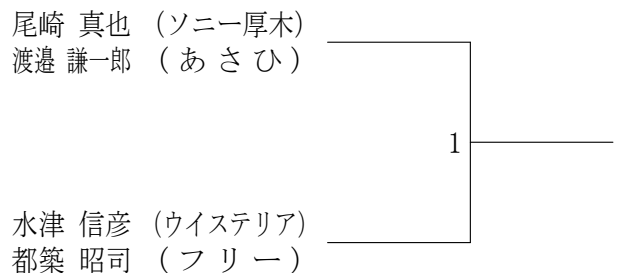 尾崎 真也 (ソニー厚木)
渡邉 謙一郎 (あさひ)
1
水津 信彦 (ウイステリア)
都築 昭司 (フリー)